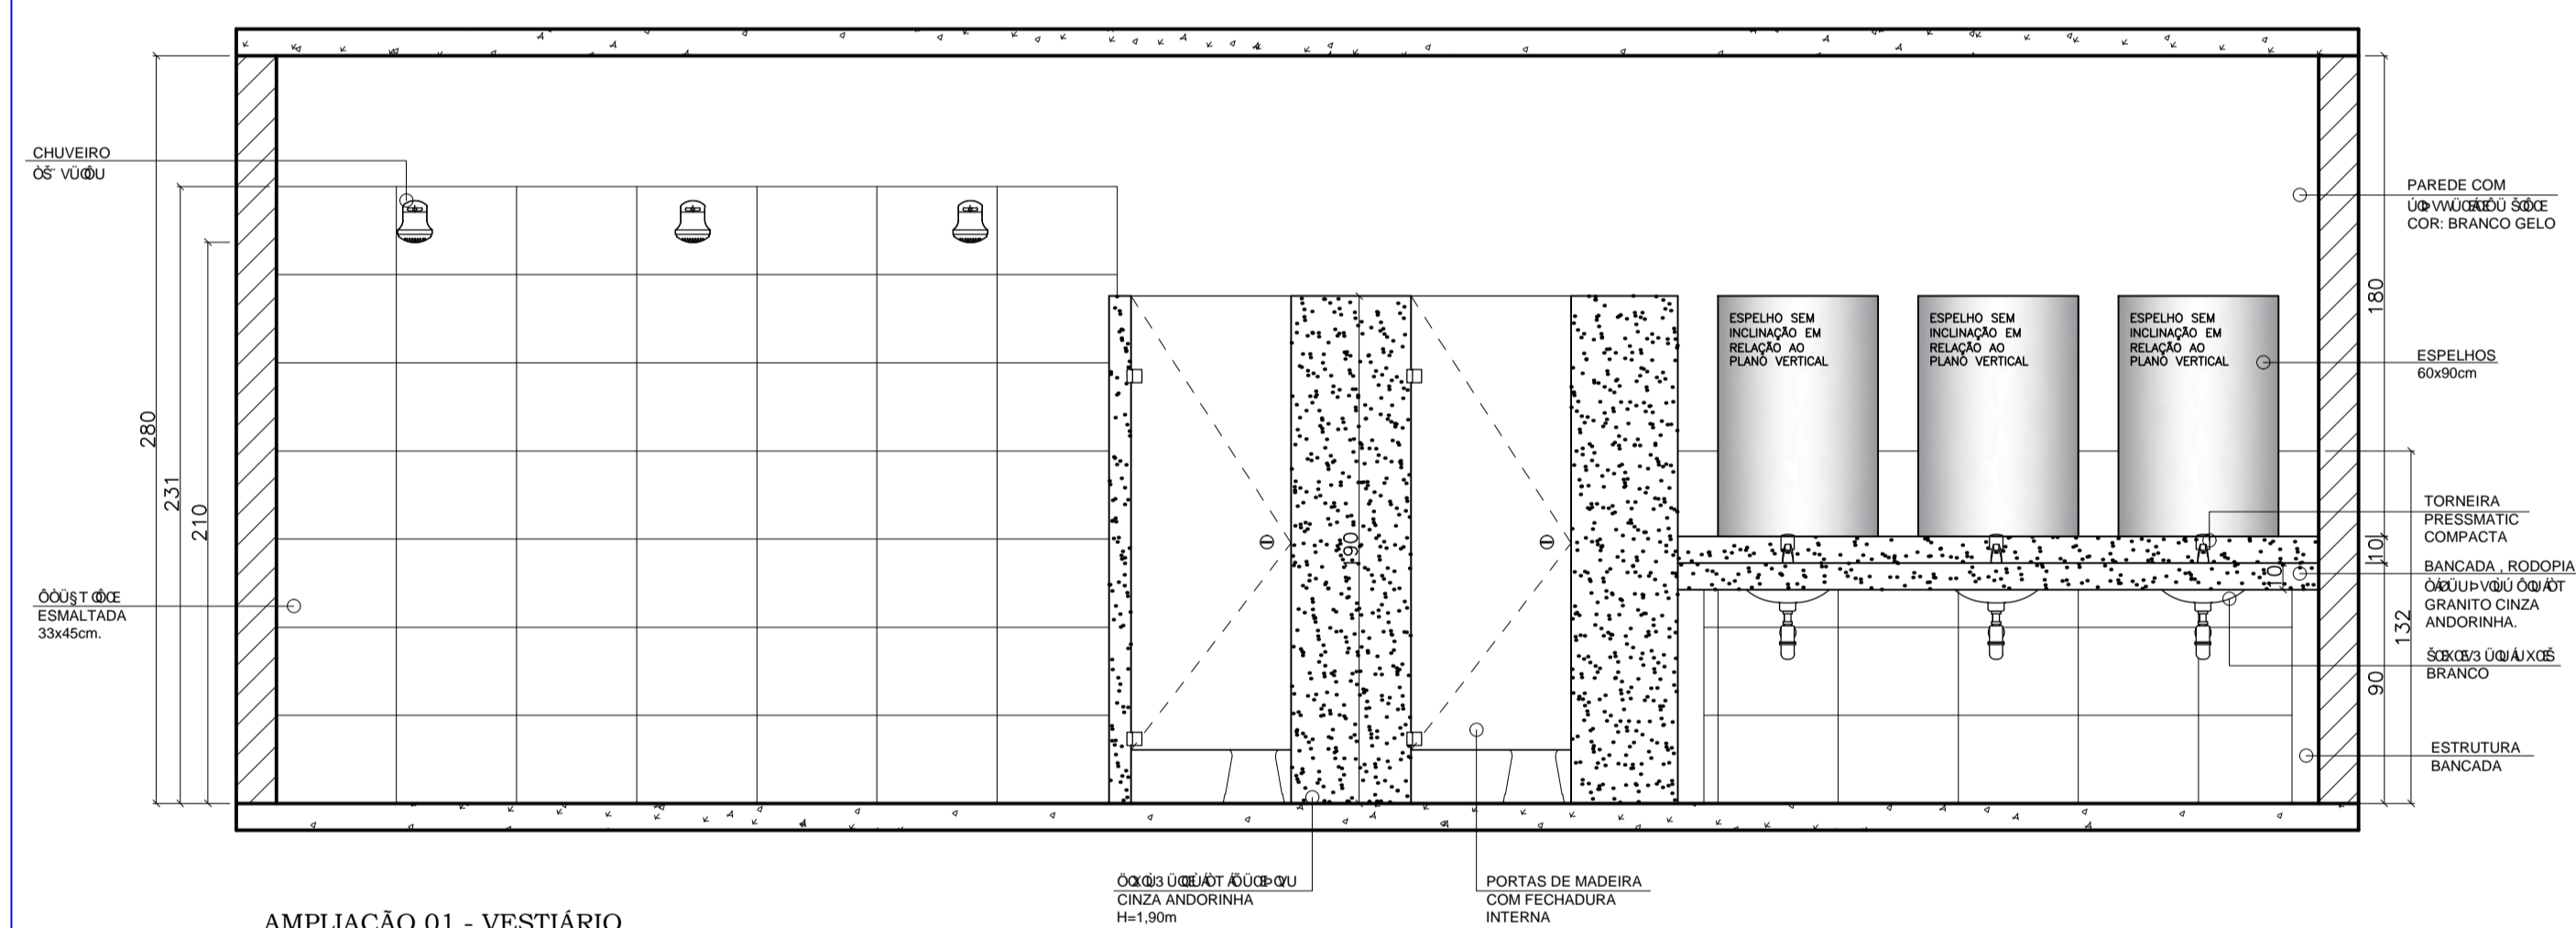 CHUVEIRO
280
231
210
ESMALTADA
33x45cm.
190
ESPELHO SEM
INCLINAÇÃO EM
RELAÇÃO AO
PLANO VERTICAL
ESPELHO SEM
INCLINAÇÃO EM
RELAÇÃO AO
PLANO VERTICAL
ESPELHO SEM
INCLINAÇÃO EM
RELAÇÃO AO
PLANO VERTICAL
PAREDE COM
COR: BRANCO GELO
180
ESPELHOS
60x90cm
TORNEIRA
PRESSMATIC
COMPACTA
10
10
BANCADA , RODOPIA
GRANITO CINZA
ANDORINHA.
132
BRANCO
90
ESTRUTURA
BANCADA
CINZA ANDORINHA
H=1,90m
PORTAS DE MADEIRA
COM FECHADURA
INTERNA
AMPLIAÇÃO 01 - VESTIÁRIO